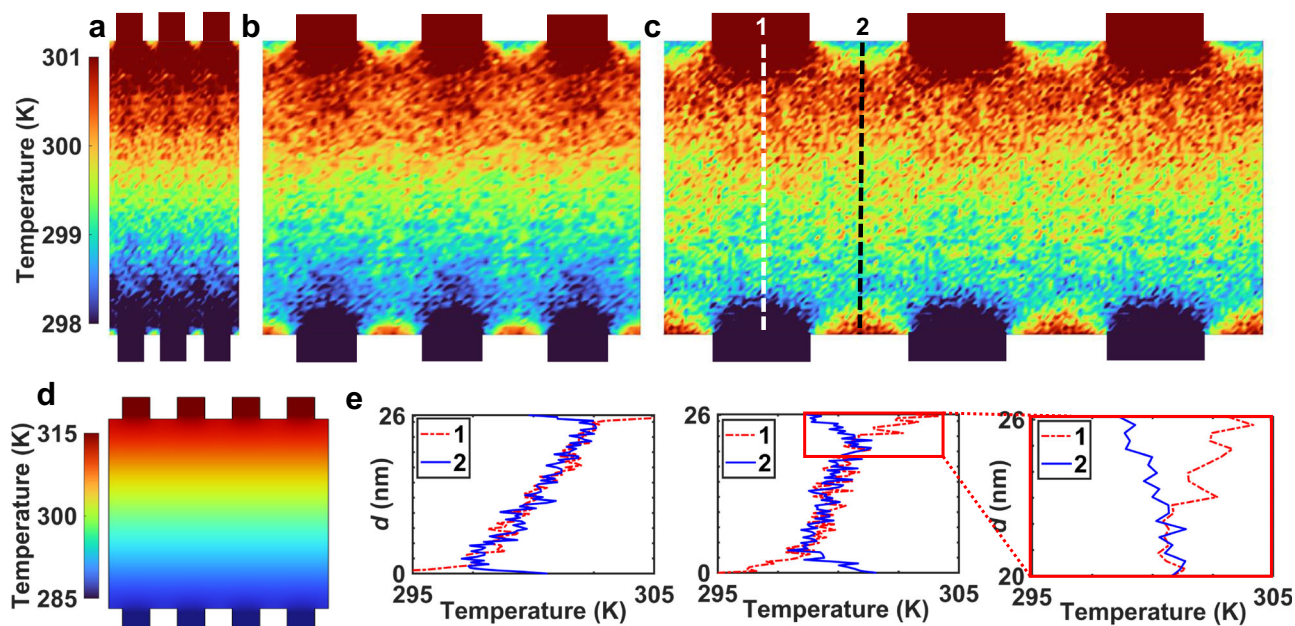 a
b
c
1
2
301
300
299
298
Temperature (K)
d
315
300
285
Temperature (K)
e
26
1
2
d (nm)
0
295
305
Temperature (K)
26
1
2
d (nm)
0
295
305
Temperature (K)
26
1
2
d (nm)
20
295
305
Temperature (K)